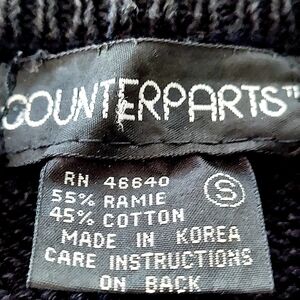 COUNTERPARTS™
RN 46640
S
55% RAMIE
45% COTTON
MADE IN KOREA
CARE INSTRUCTIONS
ON BACK